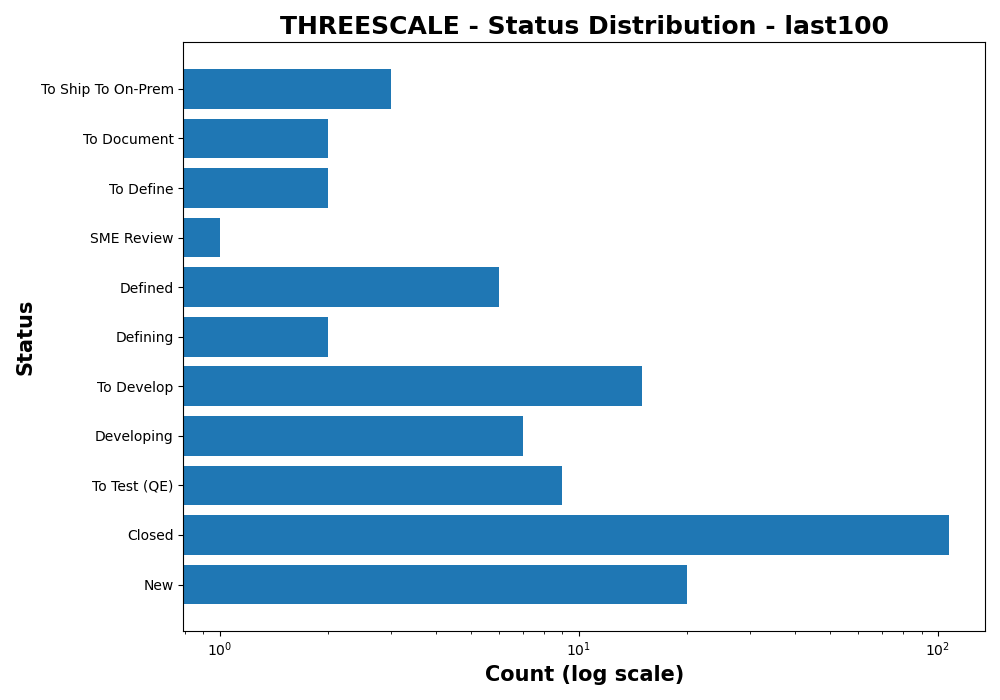 THREESCALE - Status Distribution - last100
To Ship To On-Prem
To Document
To Define
SME Review
Defined
Defining
To Develop
Developing
To Test (QE)
Closed
New
Status
10⁰ 10¹ 10²
Count (log scale)